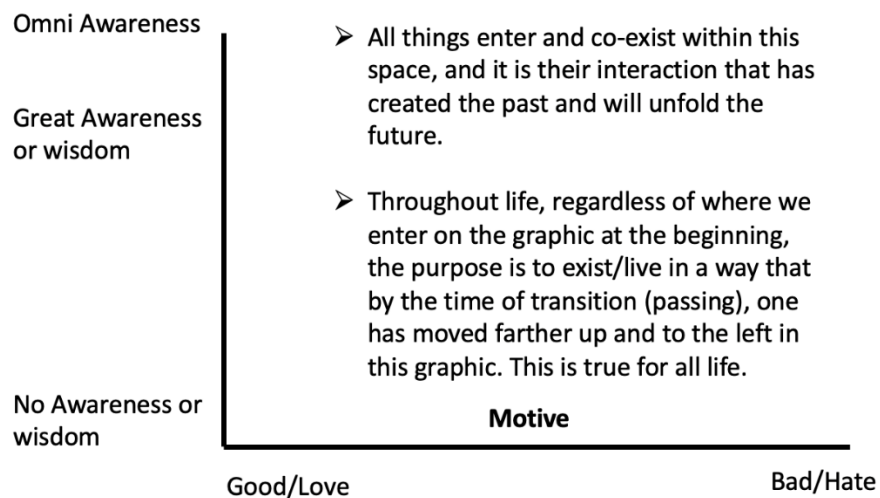 Omni Awareness
Great Awareness
or wisdom
➢ All things enter and co-exist within this
space, and it is their interaction that has
created the past and will unfold the
future.
➢ Throughout life, regardless of where we
enter on the graphic at the beginning,
the purpose is to exist/live in a way that
by the time of transition (passing), one
has moved farther up and to the left in
this graphic. This is true for all life.
No Awareness or
wisdom
Motive
Good/Love
Bad/Hate